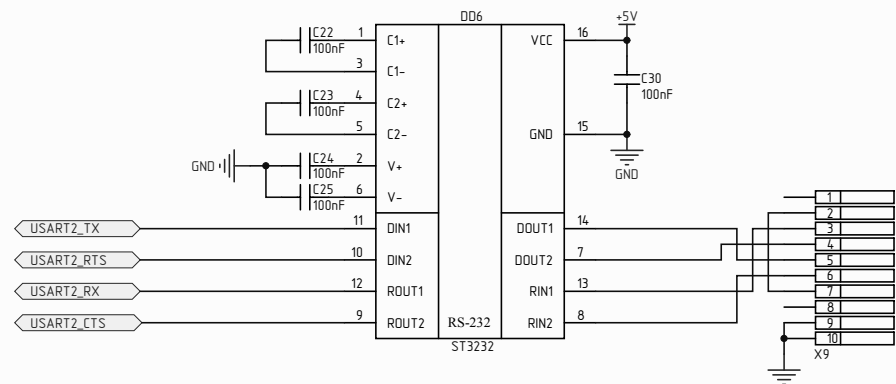 DD6
+5V
C22
100nF
1
C1+
VCC
16
3
C1-
C30
100nF
C23
100nF
4
C2+
5
C2-
GND
15
GND
C24
100nF
2
V+
GND
C25
100nF
6
V-
USART2_TX
11
DIN1
DOUT1
14
USART2_RTS
10
DIN2
DOUT2
7
USART2_RX
12
ROUT1
RIN1
13
USART2_CTS
9
ROUT2
RS-232
RIN2
8
ST3232
1
2
3
4
5
6
7
8
9
10
X9